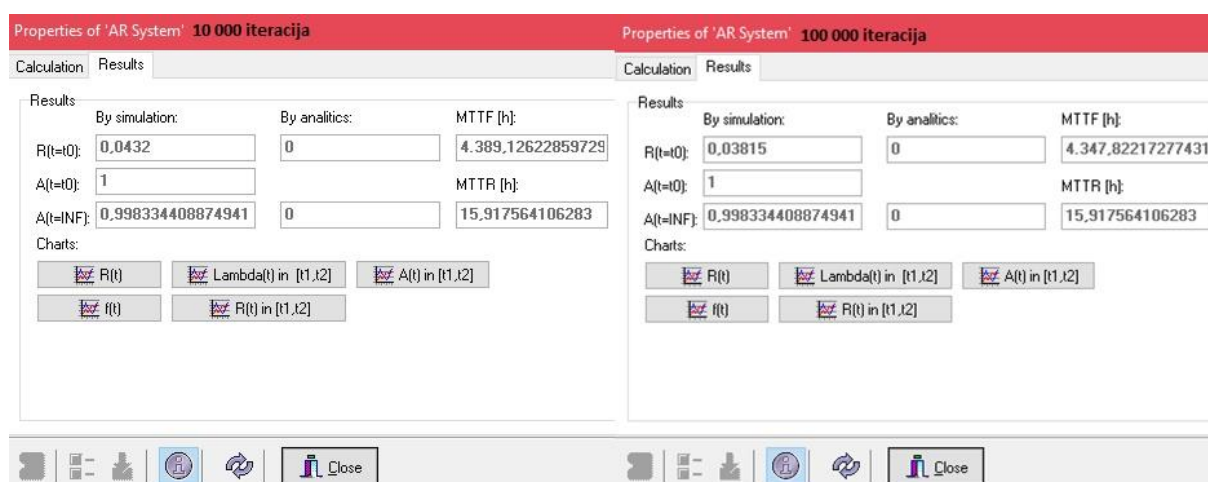 Properties of 'AR System' 10 000 iteracija
Calculation Results
Results
By simulation: By analitics: MTTF [h]:
R(t=t0): 0,0432 0 4.389,12622859729
A(t=t0): 1 MTTR [h]:
A(t=INF): 0,998334408874941 0 15,917564106283
Charts:
R(t) Lambda(t) in [t1,t2] A(t) in [t1,t2]
f(t) R(t) in [t1,t2]
Close
Properties of 'AR System' 100 000 iteracija
Calculation Results
Results
By simulation: By analitics: MTTF [h]:
R(t=t0): 0,03815 0 4.347,82217277431
A(t=t0): 1 MTTR [h]:
A(t=INF): 0,998334408874941 0 15,917564106283
Charts:
R(t) Lambda(t) in [t1,t2] A(t) in [t1,t2]
f(t) R(t) in [t1,t2]
Close